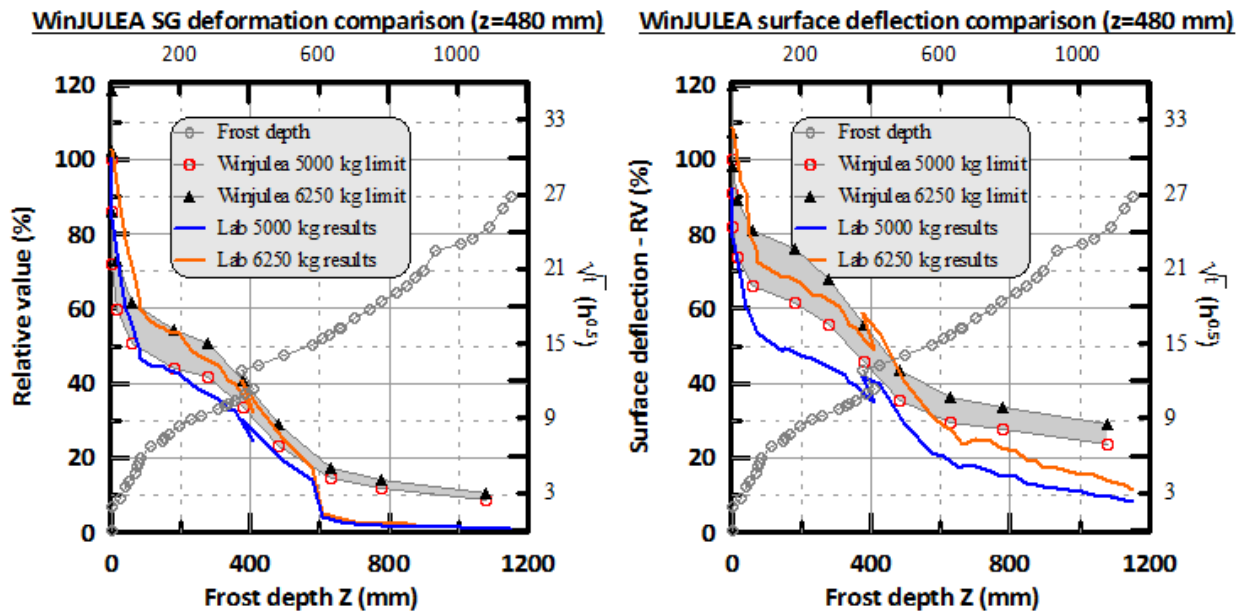 WinJULEA SG deformation comparison (z=480 mm)
200 600 1000
120
100
80
60
40
20
0
Relative value (%)
Frost depth
Winjulea 5000 kg limit
Winjulea 6250 kg limit
Lab 5000 kg results
Lab 6250 kg results
33
27
21
15
9
3
√t (h^0.5)
0 400 800 1200
Frost depth Z (mm)
WinJULEA surface deflection comparison (z=480 mm)
200 600 1000
120
100
80
60
40
20
0
Surface deflection - RV (%)
Frost depth
Winjulea 5000 kg limit
Winjulea 6250 kg limit
Lab 5000 kg results
Lab 6250 kg results
33
27
21
15
9
3
√t (h^0.5)
0 400 800 1200
Frost depth Z (mm)